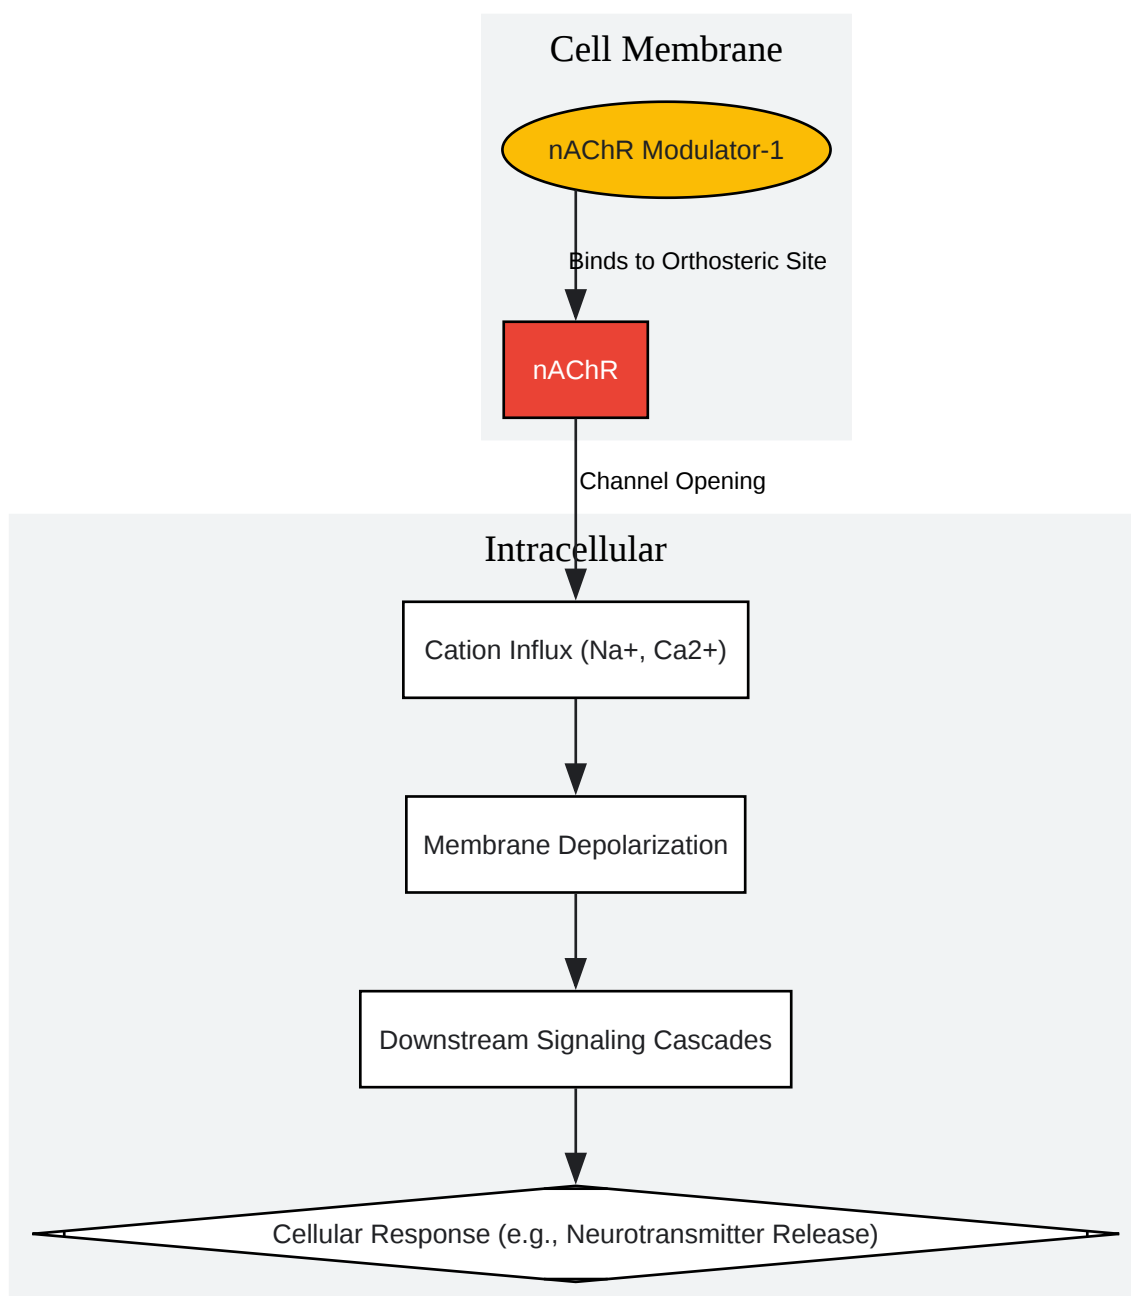 Cell Membrane
nAChR Modulator-1
Binds to Orthosteric Site
nAChR
Channel Opening
Intracellular
Cation Influx (Na+, Ca2+)
Membrane Depolarization
Downstream Signaling Cascades
Cellular Response (e.g., Neurotransmitter Release)